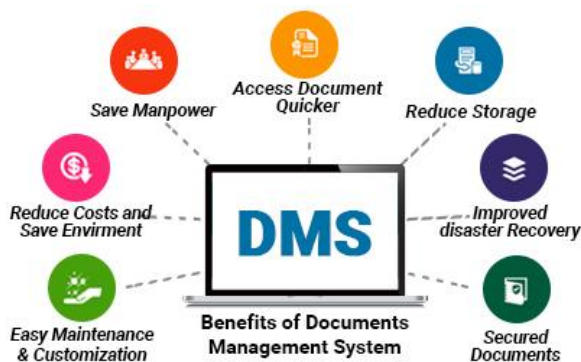 Save Manpower
Access Document
Quicker
Reduce Storage
Reduce Costs and
Save Envirment
DMS
Improved
disaster Recovery
Easy Maintenance
& Customization
Benefits of Documents
Management System
Secured
Documents